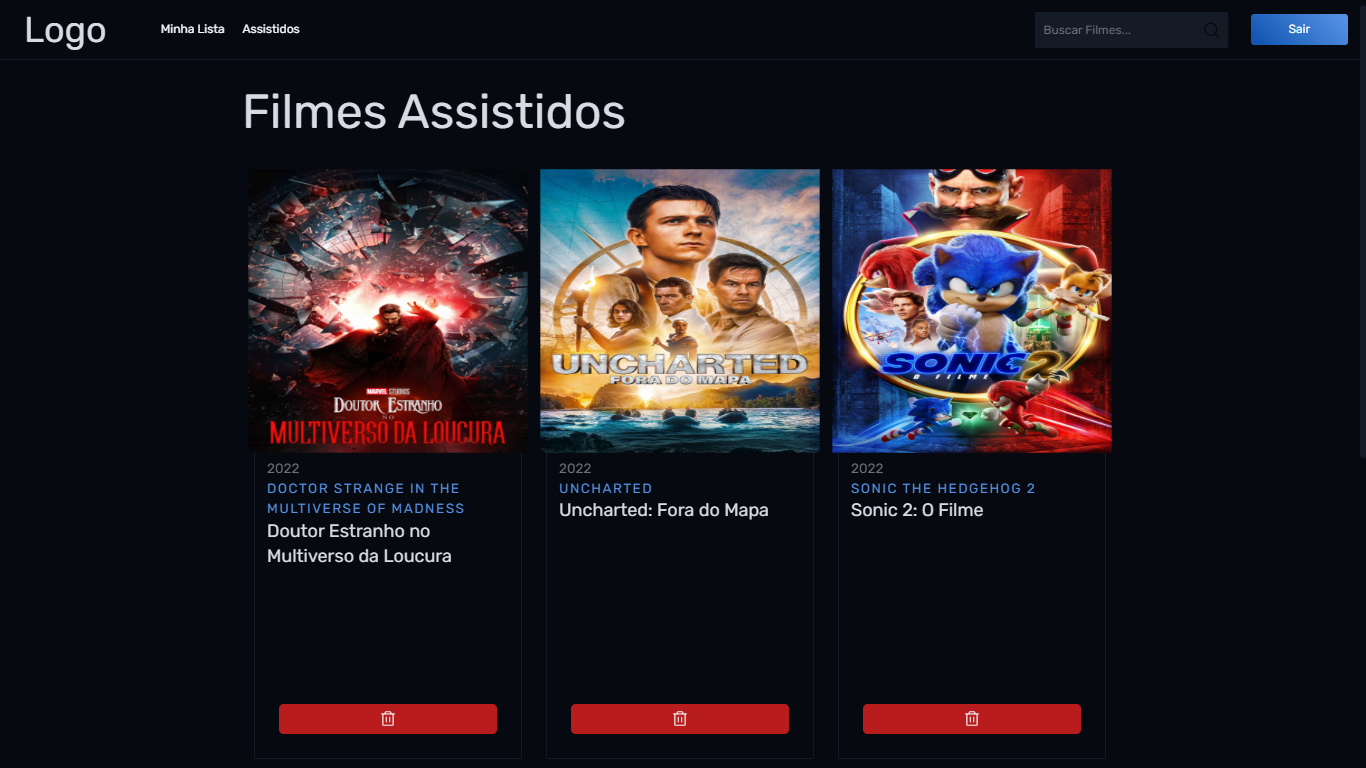 Logo
Minha Lista
Assistidos
Buscar Filmes...
Sair
Filmes Assistidos
MARVEL STUDIOS
DOUTOR ESTRANHO
NO
MULTIVERSO DA LOUCURA
UNCHARTED
FORA DO MAPA
SONIC 2
O FILME
2022
DOCTOR STRANGE IN THE
MULTIVERSE OF MADNESS
Doutor Estranho no
Multiverso da Loucura
2022
UNCHARTED
Uncharted: Fora do Mapa
2022
SONIC THE HEDGEHOG 2
Sonic 2: O Filme